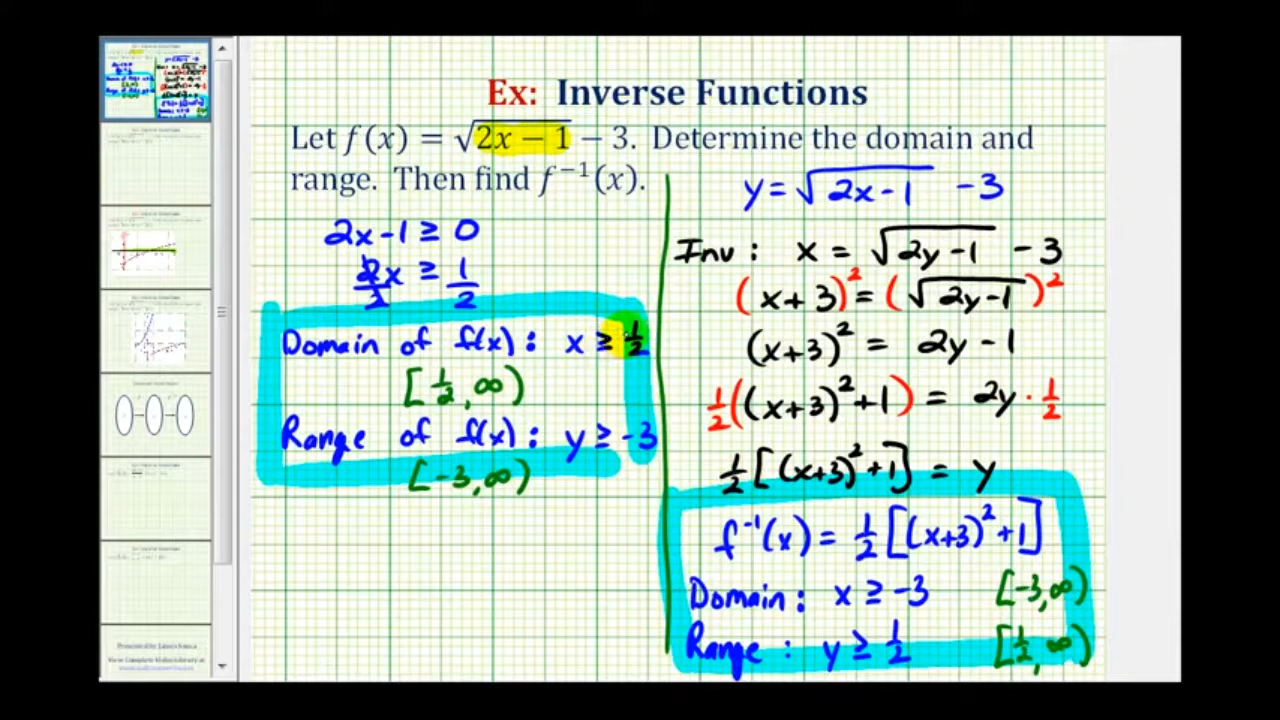 Ex: Inverse Functions
Let f(x) = √(2x − 1) − 3. Determine the domain and
range. Then find f⁻¹(x).
2x-1 ≥ 0
2x/2 ≥ 1/2
Domain of f(x): x ≥ 1/2
[1/2, ∞)
Range of f(x): y ≥ -3
[-3, ∞)
y = √(2x-1) - 3
Inv: x = √(2y-1) - 3
(x+3)² = (√(2y-1))²
(x+3)² = 2y-1
1/2((x+3)²+1) = 2y · 1/2
1/2[(x+3)²+1] = y
f⁻¹(x) = 1/2[(x+3)²+1]
Domain: x ≥ -3 [-3, ∞)
Range: y ≥ 1/2 [1/2, ∞)